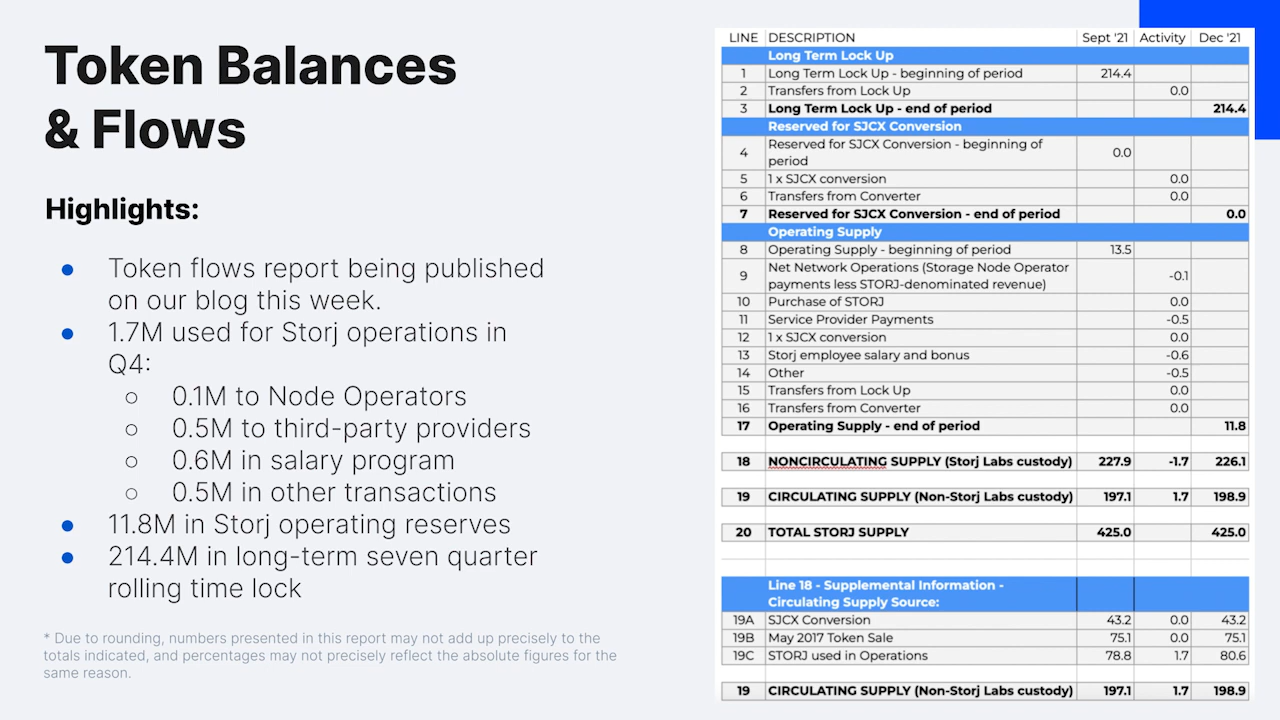 Token Balances
& Flows
Highlights:
● Token flows report being published
on our blog this week.
● 1.7M used for Storj operations in
Q4:
○ 0.1M to Node Operators
○ 0.5M to third-party providers
○ 0.6M in salary program
○ 0.5M in other transactions
● 11.8M in Storj operating reserves
● 214.4M in long-term seven quarter
rolling time lock
* Due to rounding, numbers presented in this report may not add up precisely to the
totals indicated, and percentages may not precisely reflect the absolute figures for the
same reason.
LINE DESCRIPTION Sept '21 Activity Dec '21
Long Term Lock Up
1 Long Term Lock Up - beginning of period 214.4
2 Transfers from Lock Up 0.0
3 Long Term Lock Up - end of period 214.4
Reserved for SJCX Conversion
4 Reserved for SJCX Conversion - beginning of
period 0.0
5 1 x SJCX conversion 0.0
6 Transfers from Converter 0.0
7 Reserved for SJCX Conversion - end of period 0.0
Operating Supply
8 Operating Supply - beginning of period 13.5
9 Net Network Operations (Storage Node Operator
payments less STORJ-denominated revenue) -0.1
10 Purchase of STORJ 0.0
11 Service Provider Payments -0.5
12 1 x SJCX conversion 0.0
13 Storj employee salary and bonus -0.6
14 Other -0.5
15 Transfers from Lock Up 0.0
16 Transfers from Converter 0.0
17 Operating Supply - end of period 11.8
18 NONCIRCULATING SUPPLY (Storj Labs custody) 227.9 -1.7 226.1
19 CIRCULATING SUPPLY (Non-Storj Labs custody) 197.1 1.7 198.9
20 TOTAL STORJ SUPPLY 425.0 425.0
Line 18 - Supplemental Information -
Circulating Supply Source:
19A SJCX Conversion 43.2 0.0 43.2
19B May 2017 Token Sale 75.1 0.0 75.1
19C STORJ used in Operations 78.8 1.7 80.6
19 CIRCULATING SUPPLY (Non-Storj Labs custody) 197.1 1.7 198.9